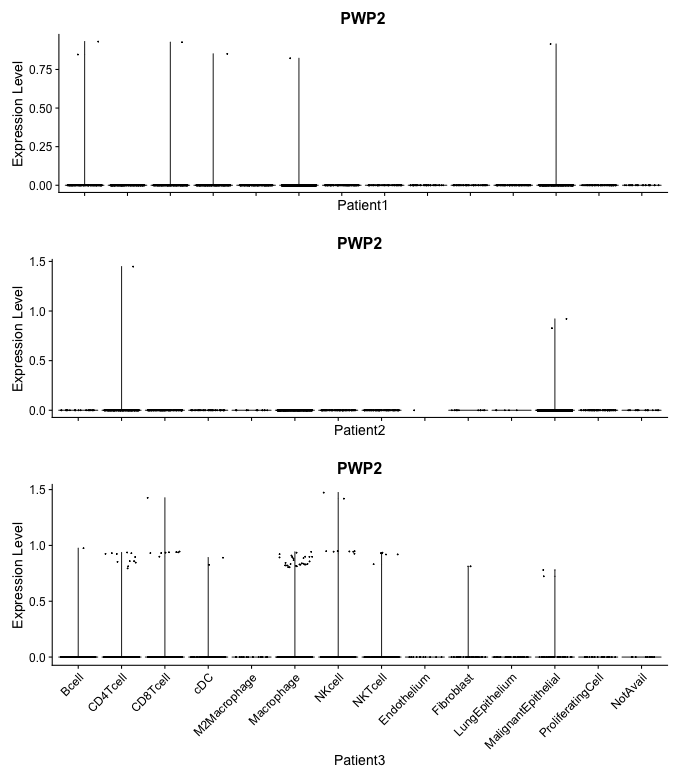 PWP2
Expression Level
0.75
0.50
0.25
0.00
Patient1
PWP2
Expression Level
1.5
1.0
0.5
0.0
Patient2
PWP2
Expression Level
1.5
1.0
0.5
0.0
Bcell
CD4Tcell
CD8Tcell
cDC
M2Macrophage
Macrophage
NKcell
NKTcell
Endothelium
Fibroblast
LungEpithelium
MalignantEpithelial
ProliferatingCell
NotAvail
Patient3